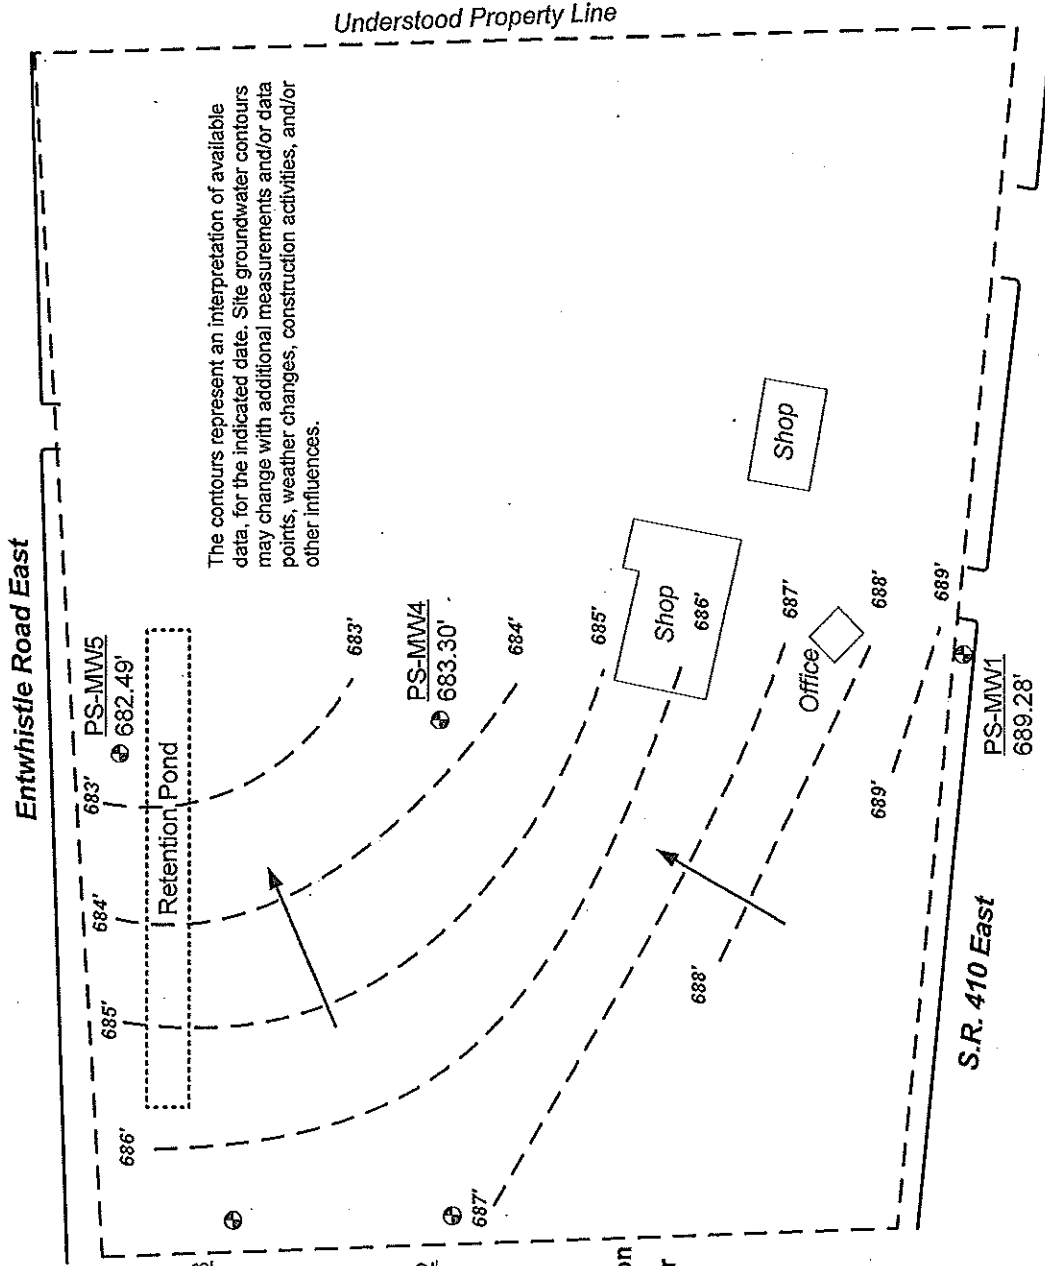 Understood Property Line
Entwhistle Road East
The contours represent an interpretation of available
data, for the indicated date. Site groundwater contours
may change with additional measurements and/or data
points, weather changes, construction activities, and/or
other influences.
PS-MW5
682.49'
683'
Retention Pond
683'
PS-MW4
683.30'
684'
684'
685'
685'
Shop
686'
686'
Shop
687'
687'
Office
688'
688'
689'
689'
PS-MW1
689.28'
S.R. 410 East